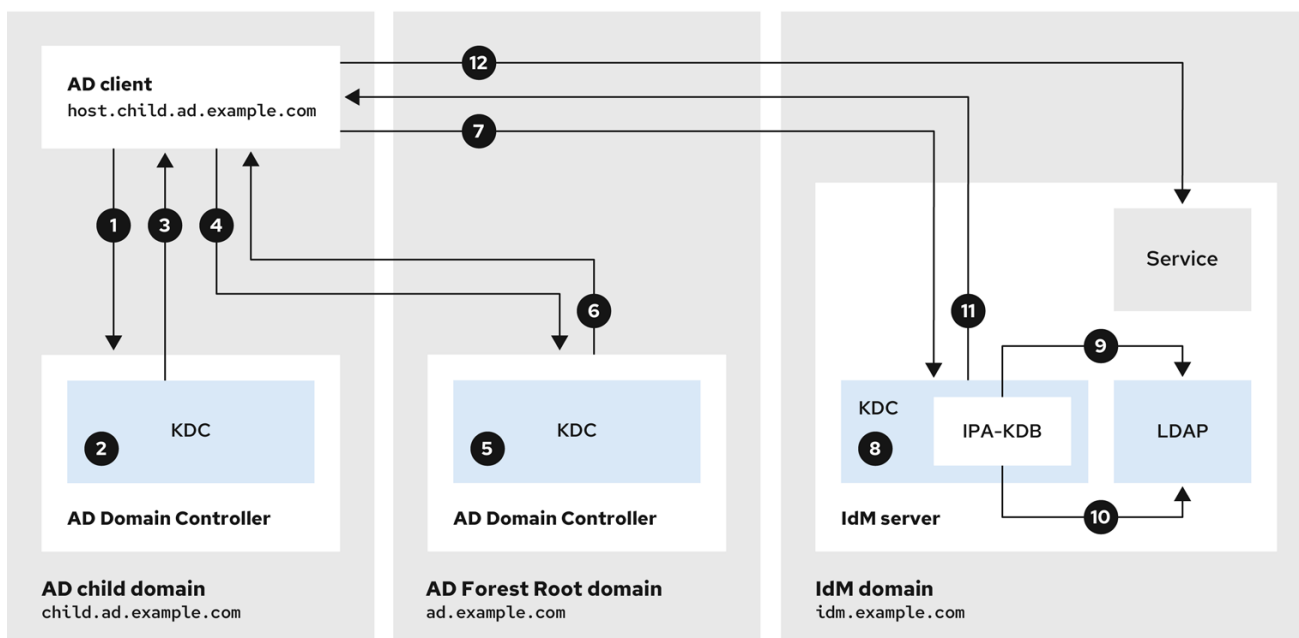 AD client
host.child.ad.example.com
12
7
1
3
4
6
11
Service
9
KDC
2
KDC
5
KDC
8
IPA-KDB
LDAP
10
AD Domain Controller
AD Domain Controller
IdM server
AD child domain
child.ad.example.com
AD Forest Root domain
ad.example.com
IdM domain
idm.example.com